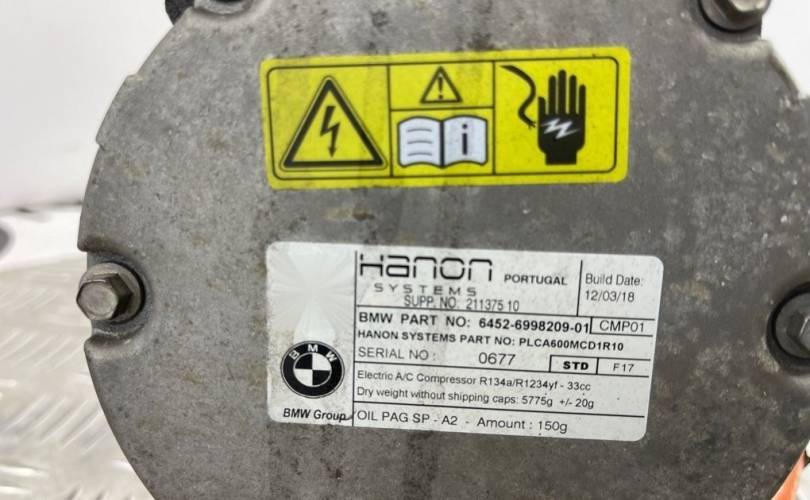 i
Hanon
SYSTEMS
PORTUGAL
Build Date:
12/03/18
SUPP. NO: 211375 10
BMW PART NO: 6452-6998209-01 CMP01
HANON SYSTEMS PART NO: PLCA600MCD1R10
SERIAL NO : 0677 STD F17
Electric A/C Compressor R134a/R1234yf - 33cc
Dry weight without shipping caps: 5775g +/- 20g
BMW
BMW Group
OIL PAG SP - A2 - Amount : 150g